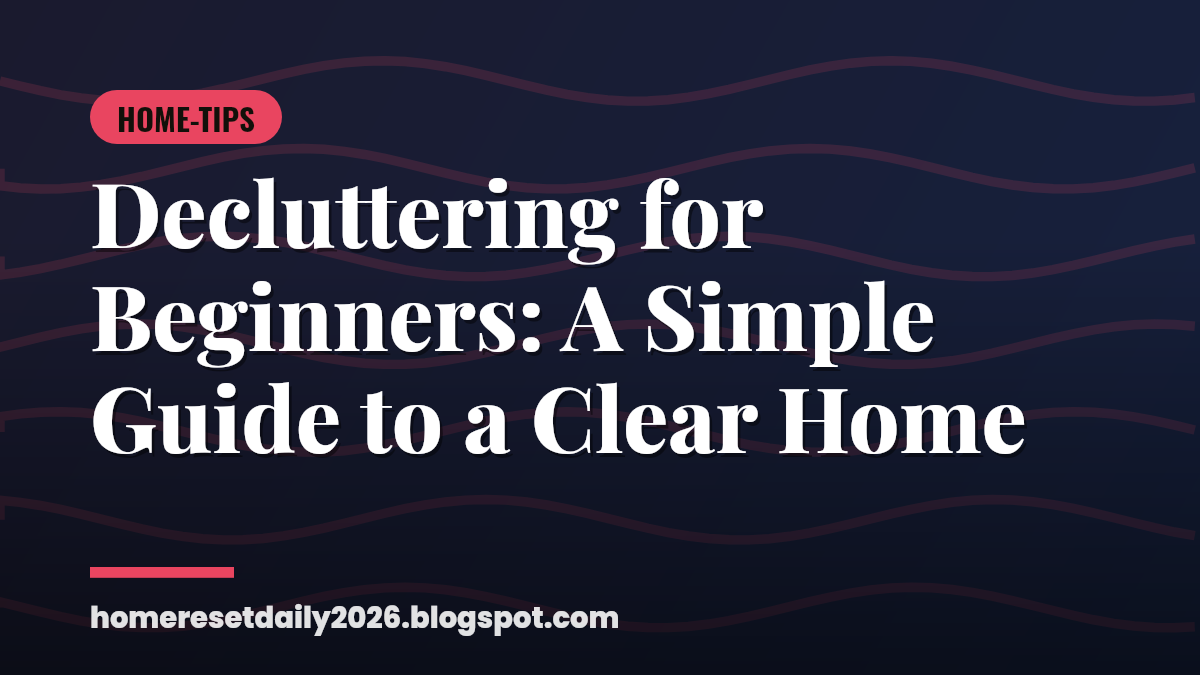 HOME-TIPS
Decluttering for
Beginners: A Simple
Guide to a Clear Home
homeresetdaily2026.blogspot.com